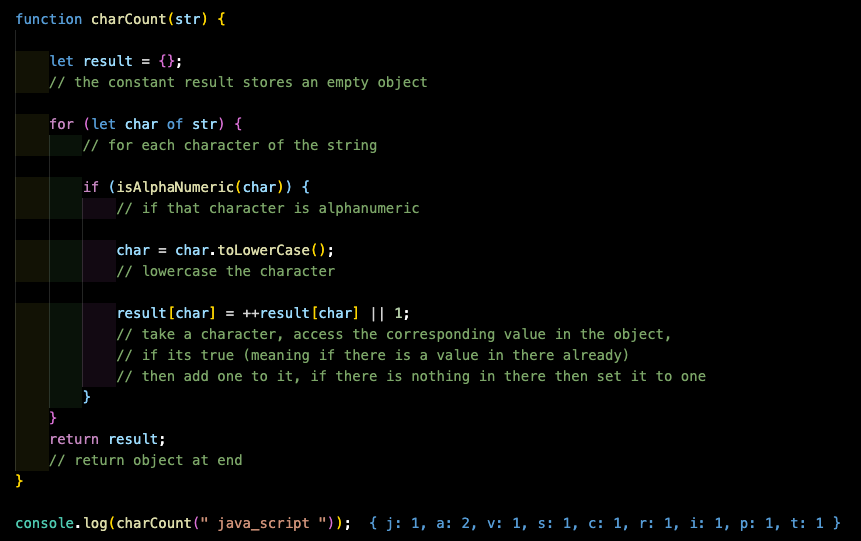 function charCount(str) {
let result = {};
// the constant result stores an empty object
for (let char of str) {
// for each character of the string
if (isAlphaNumeric(char)) {
// if that character is alphanumeric
char = char.toLowerCase();
// lowercase the character
result[char] = ++result[char] || 1;
// take a character, access the corresponding value in the object,
// if its true (meaning if there is a value in there already)
// then add one to it, if there is nothing in there then set it to one
}
}
return result;
// return object at end
}
console.log(charCount(" java_script ")); { j: 1, a: 2, v: 1, s: 1, c: 1, r: 1, i: 1, p: 1, t: 1 }